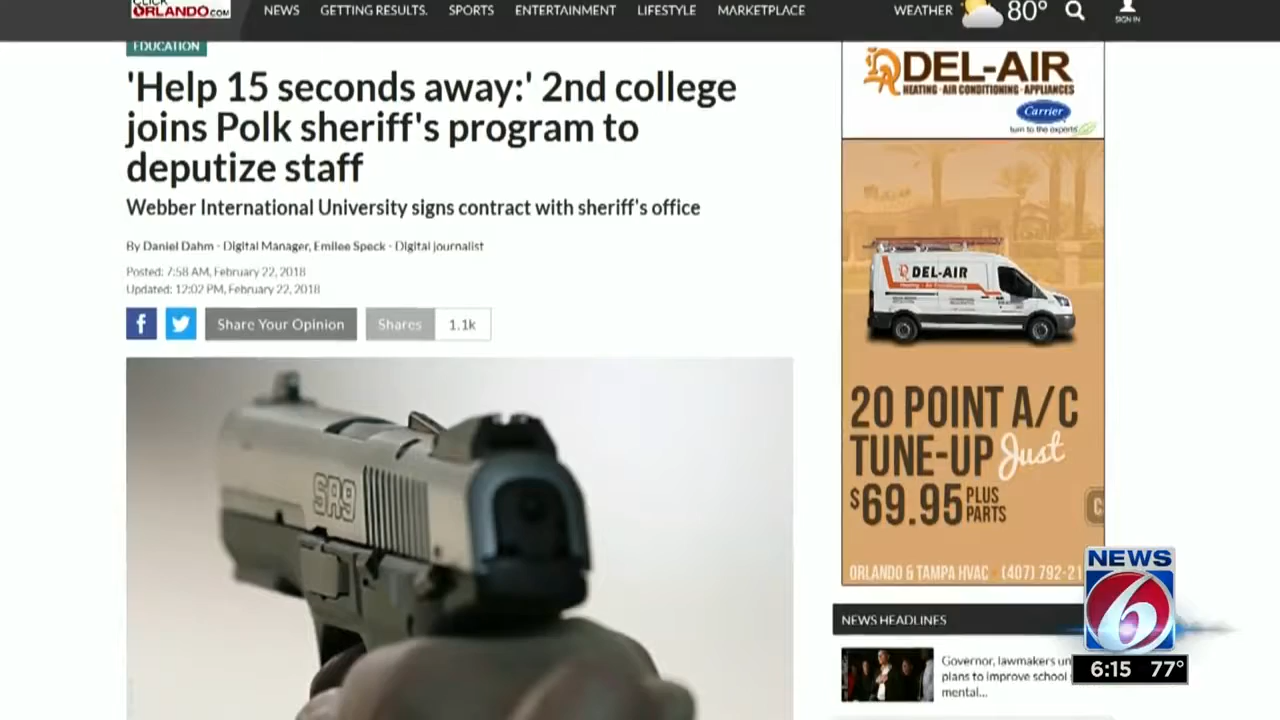 CLICK
ORLANDO.COM
NEWS
GETTING RESULTS.
SPORTS
ENTERTAINMENT
LIFESTYLE
MARKETPLACE
WEATHER
80°
SIGN IN
EDUCATION
'Help 15 seconds away:' 2nd college
joins Polk sheriff's program to
deputize staff
Webber International University signs contract with sheriff's office
By Daniel Dahm - Digital Manager, Emilee Speck - Digital journalist
Posted: 7:58 AM, February 22, 2018
Updated: 12:02 PM, February 22, 2018
Share Your Opinion
Shares
1.1k
SR9
DEL-AIR
HEATING · AIR CONDITIONING · APPLIANCES
Carrier
turn to the experts
DEL-AIR
Heating · Air Conditioning
20 POINT A/C
TUNE-UP Just
$69.95 PLUS
PARTS
ORLANDO & TAMPA HVAC
(407) 792-21
NEWS HEADLINES
Governor, lawmakers un
plans to improve school
mental...
NEWS
6
6:15 77°